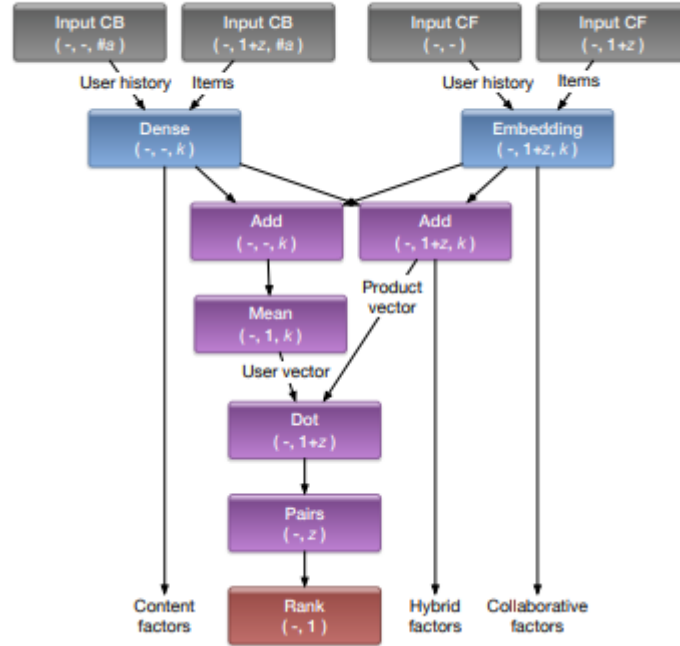 Input CB
( -, -, #a )
Input CB
( -, 1+z, #a )
Input CF
( -, - )
Input CF
( -, 1+z )
User history
Items
User history
Items
Dense
( -, -, k )
Embedding
( -, 1+z, k )
Add
( -, -, k )
Add
( -, 1+z, k )
Product
vector
Mean
( -, 1, k )
User vector
Dot
( -, 1+z )
Pairs
( -, z )
Content
factors
Rank
( -, 1 )
Hybrid
factors
Collaborative
factors